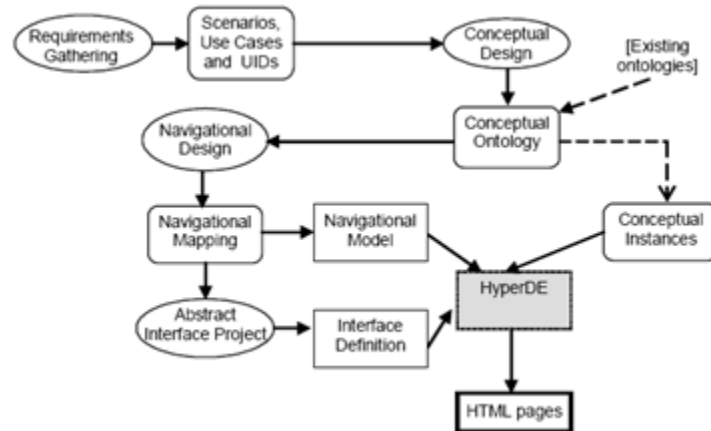 Requirements
Gathering
Scenarios,
Use Cases
and UIDs
Conceptual
Design
[Existing
ontologies]
Navigational
Design
Conceptual
Ontology
Navigational
Mapping
Navigational
Model
Conceptual
Instances
HyperDE
Abstract
Interface Project
Interface
Definition
HTML pages